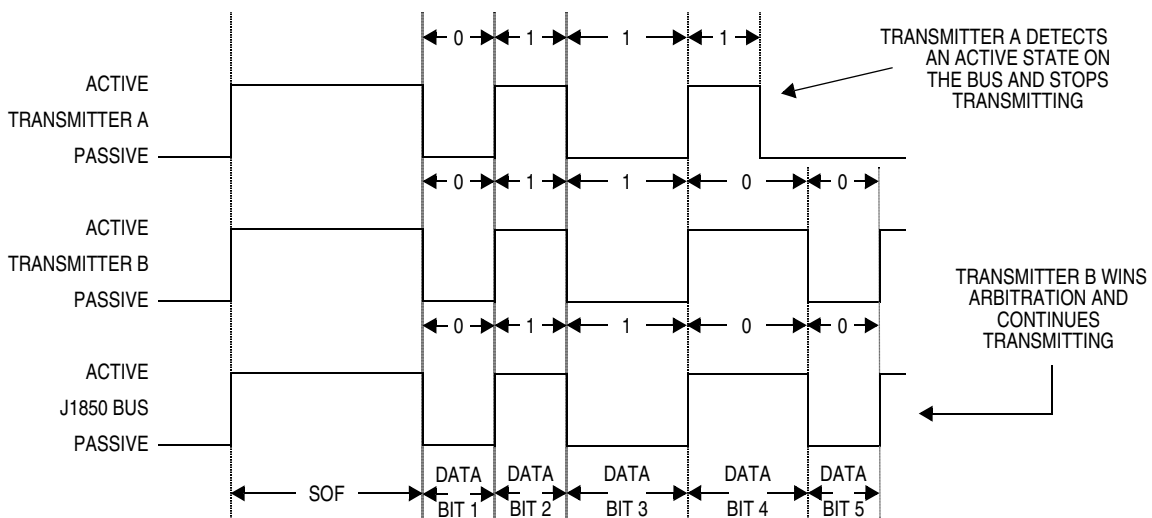 0 1 1 1
TRANSMITTER A DETECTS
AN ACTIVE STATE ON
THE BUS AND STOPS
TRANSMITTING
ACTIVE
TRANSMITTER A
PASSIVE
0 1 1 0 0
ACTIVE
TRANSMITTER B
PASSIVE
TRANSMITTER B WINS
ARBITRATION AND
CONTINUES
TRANSMITTING
0 1 1 0 0
ACTIVE
J1850 BUS
PASSIVE
SOF
DATA
BIT 1
DATA
BIT 2
DATA
BIT 3
DATA
BIT 4
DATA
BIT 5